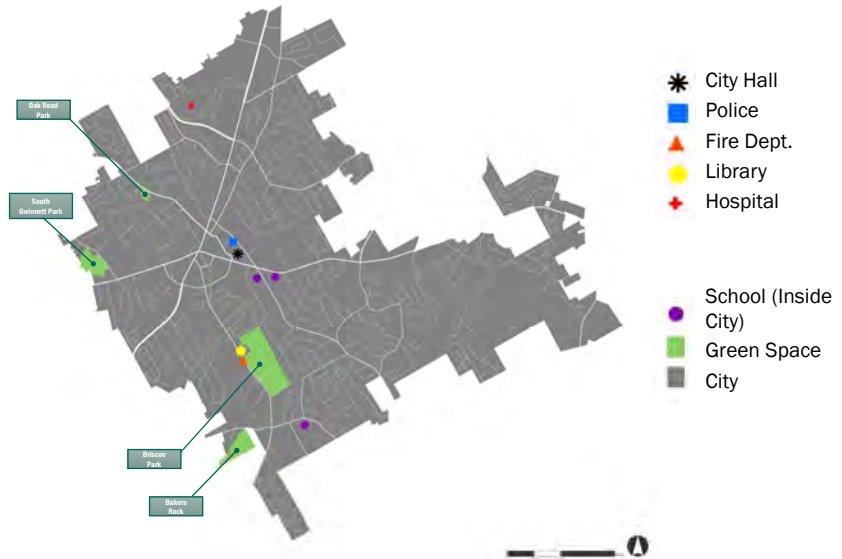 Oak Road
Park
South
Gwinnett Park
Briscoe
Park
Bakers
Rock
City Hall
Police
Fire Dept.
Library
Hospital
School (Inside
City)
Green Space
City